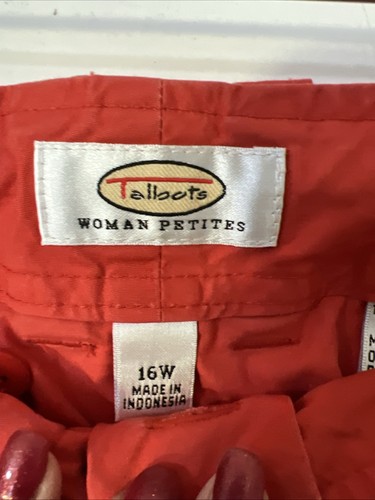 Talbots
WOMAN PETITES
16W
MADE IN
INDONESIA
M
O